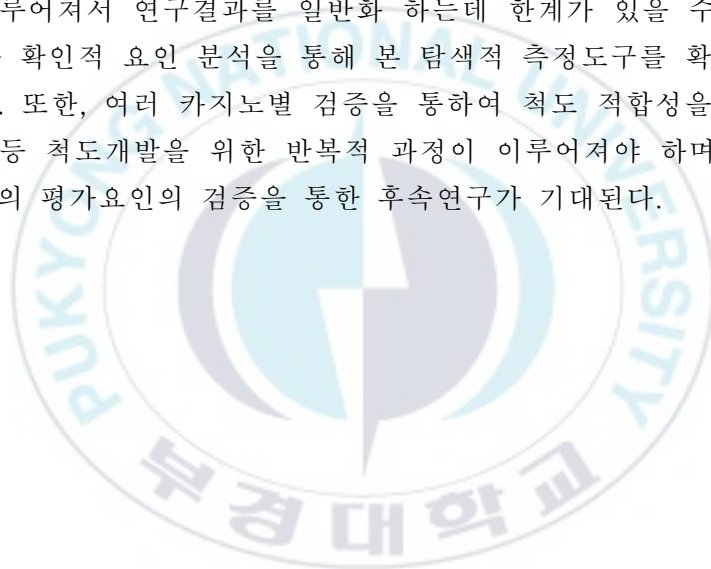 루어져서 연구결과를 일반화 하는데 한계가 있을 수
확인적 요인 분석을 통해 본 탐색적 측정도구를 확
. 또한, 여러 카지노별 검증을 통하여 척도 적합성을
등 척도개발을 위한 반복적 과정이 이루어져야 하며
의 평가요인의 검증을 통한 후속연구가 기대된다.
PUKYONG NATIONAL UNIVERSITY
부경대학교